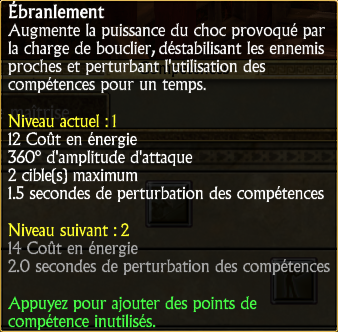 Ébranlement
Augmente la puissance du choc provoqué par
la charge de bouclier, déstabilisant les ennemis
proches et perturbant l'utilisation des
compétences pour un temps.
maîtrise
Niveau actuel : 1
12 Coût en énergie
360° d'amplitude d'attaque
2 cible(s) maximum
1.5 secondes de perturbation des compétences
Niveau suivant : 2
14 Coût en énergie
2.0 secondes de perturbation des compétences
Appuyez pour ajouter des points de
compétence inutilisés.